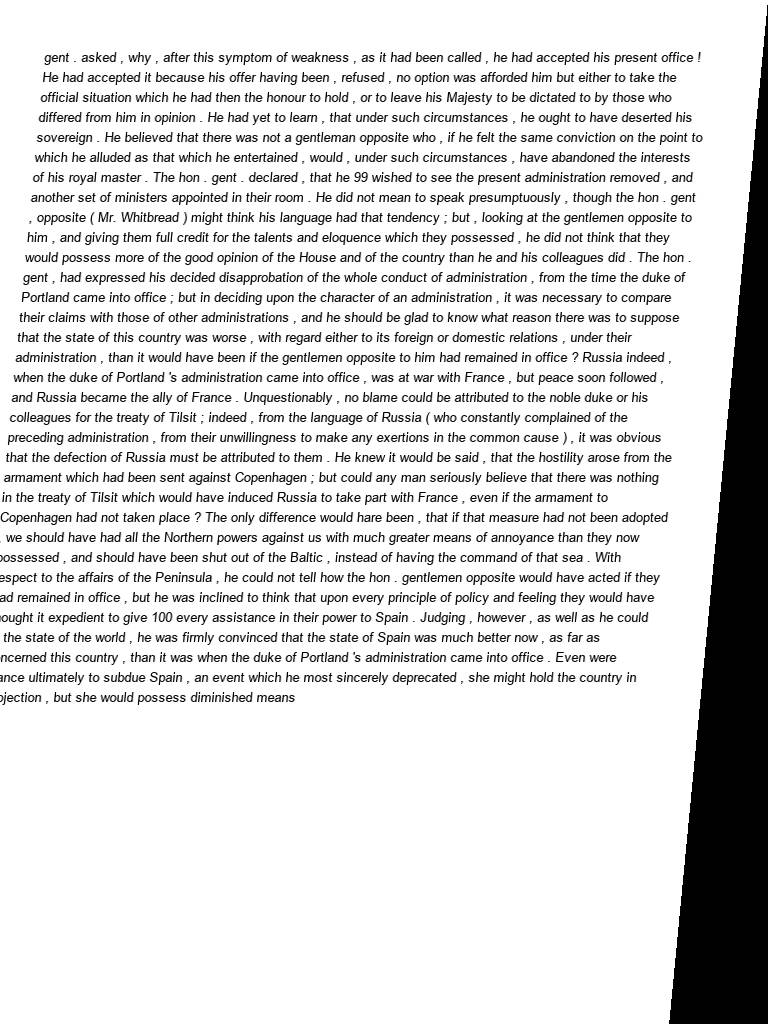 gent . asked , why , after this symptom of weakness , as it had been called , he had accepted his present office !
He had accepted it because his offer having been , refused , no option was afforded him but either to take the
official situation which he had then the honour to hold , or to leave his Majesty to be dictated to by those who
differed from him in opinion . He had yet to learn , that under such circumstances , he ought to have deserted his
sovereign . He believed that there was not a gentleman opposite who , if he felt the same conviction on the point to
which he alluded as that which he entertained , would , under such circumstances , have abandoned the interests
of his royal master . The hon . gent . declared , that he 99 wished to see the present administration removed , and
another set of ministers appointed in their room . He did not mean to speak presumptuously , though the hon . gent
, opposite ( Mr. Whitbread ) might think his language had that tendency ; but , looking at the gentlemen opposite to
him , and giving them full credit for the talents and eloquence which they possessed , he did not think that they
would possess more of the good opinion of the House and of the country than he and his colleagues did . The hon .
gent , had expressed his decided disapprobation of the whole conduct of administration , from the time the duke of
Portland came into office ; but in deciding upon the character of an administration , it was necessary to compare
their claims with those of other administrations , and he should be glad to know what reason there was to suppose
that the state of this country was worse , with regard either to its foreign or domestic relations , under their
administration , than it would have been if the gentlemen opposite to him had remained in office ? Russia indeed ,
when the duke of Portland 's administration came into office , was at war with France , but peace soon followed ,
and Russia became the ally of France . Unquestionably , no blame could be attributed to the noble duke or his
colleagues for the treaty of Tilsit ; indeed , from the language of Russia ( who constantly complained of the
preceding administration , from their unwillingness to make any exertions in the common cause ) , it was obvious
that the defection of Russia must be attributed to them . He knew it would be said , that the hostility arose from the
armament which had been sent against Copenhagen ; but could any man seriously believe that there was nothing
in the treaty of Tilsit which would have induced Russia to take part with France , even if the armament to
Copenhagen had not taken place ? The only difference would hare been , that if that measure had not been adopted
, we should have had all the Northern powers against us with much greater means of annoyance than they now
possessed , and should have been shut out of the Baltic , instead of having the command of that sea . With
espect to the affairs of the Peninsula , he could not tell how the hon . gentlemen opposite would have acted if they
ad remained in office , but he was inclined to think that upon every principle of policy and feeling they would have
hought it expedient to give 100 every assistance in their power to Spain . Judging , however , as well as he could
the state of the world , he was firmly convinced that the state of Spain was much better now , as far as
ncerned this country , than it was when the duke of Portland 's administration came into office . Even were
ance ultimately to subdue Spain , an event which he most sincerely deprecated , she might hold the country in
bjection , but she would possess diminished means